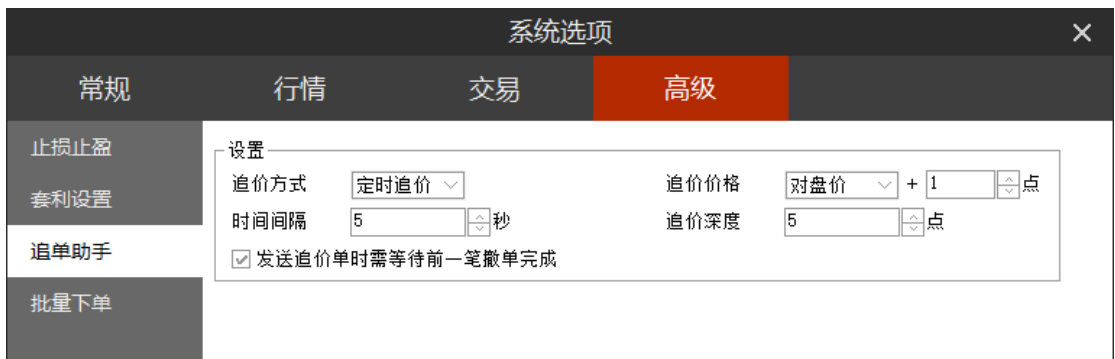 系统选项
常规 行情 交易 高级
止损止盈
套利设置
追单助手
批量下单
设置
追价方式 定时追价 追价价格 对盘价 + 1 点
时间间隔 5 秒 追价深度 5 点
发送追价单时需等待前一笔撤单完成